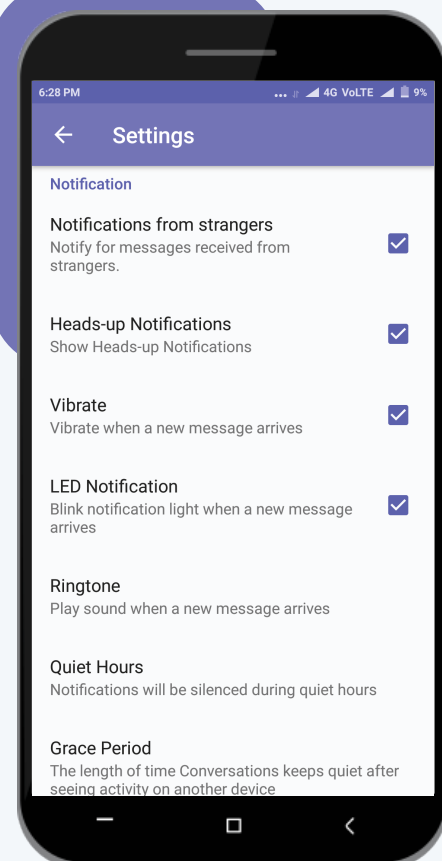 6:28 PM ... 4G VoLTE 9%
Settings
Notification
Notifications from strangers
Notify for messages received from
strangers.
Heads-up Notifications
Show Heads-up Notifications
Vibrate
Vibrate when a new message arrives
LED Notification
Blink notification light when a new message
arrives
Ringtone
Play sound when a new message arrives
Quiet Hours
Notifications will be silenced during quiet hours
Grace Period
The length of time Conversations keeps quiet after
seeing activity on another device